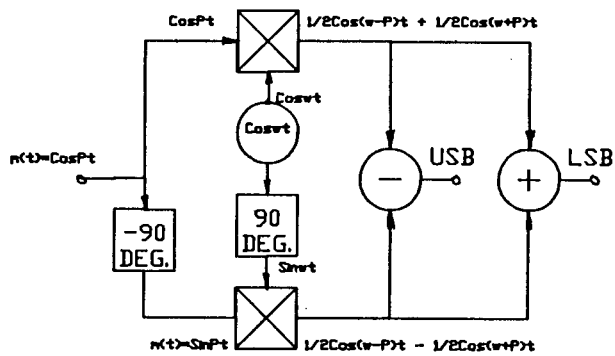 CosPt
1/2Cos(w-P)t + 1/2Cos(w+P)t
Coswt
Coswt
m(t)=CosPt
USB
LSB
-
+
-90
DEG.
90
DEG.
Sinwt
m(t)=SinPt
1/2Cos(w-P)t - 1/2Cos(w+P)t